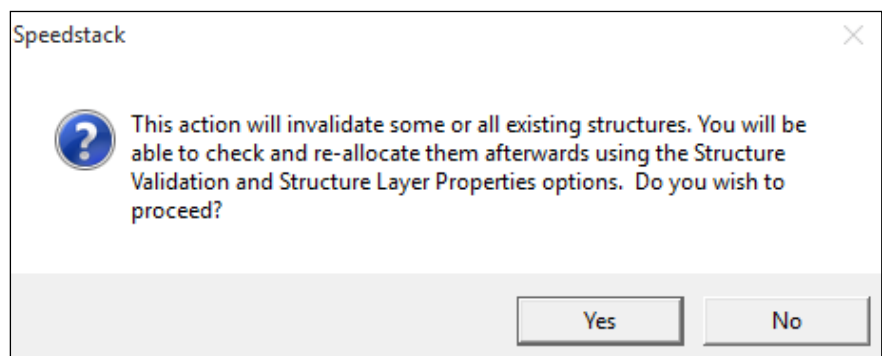 Speedstack
This action will invalidate some or all existing structures. You will be
able to check and re-allocate them afterwards using the Structure
Validation and Structure Layer Properties options.  Do you wish to
proceed?
Yes
No